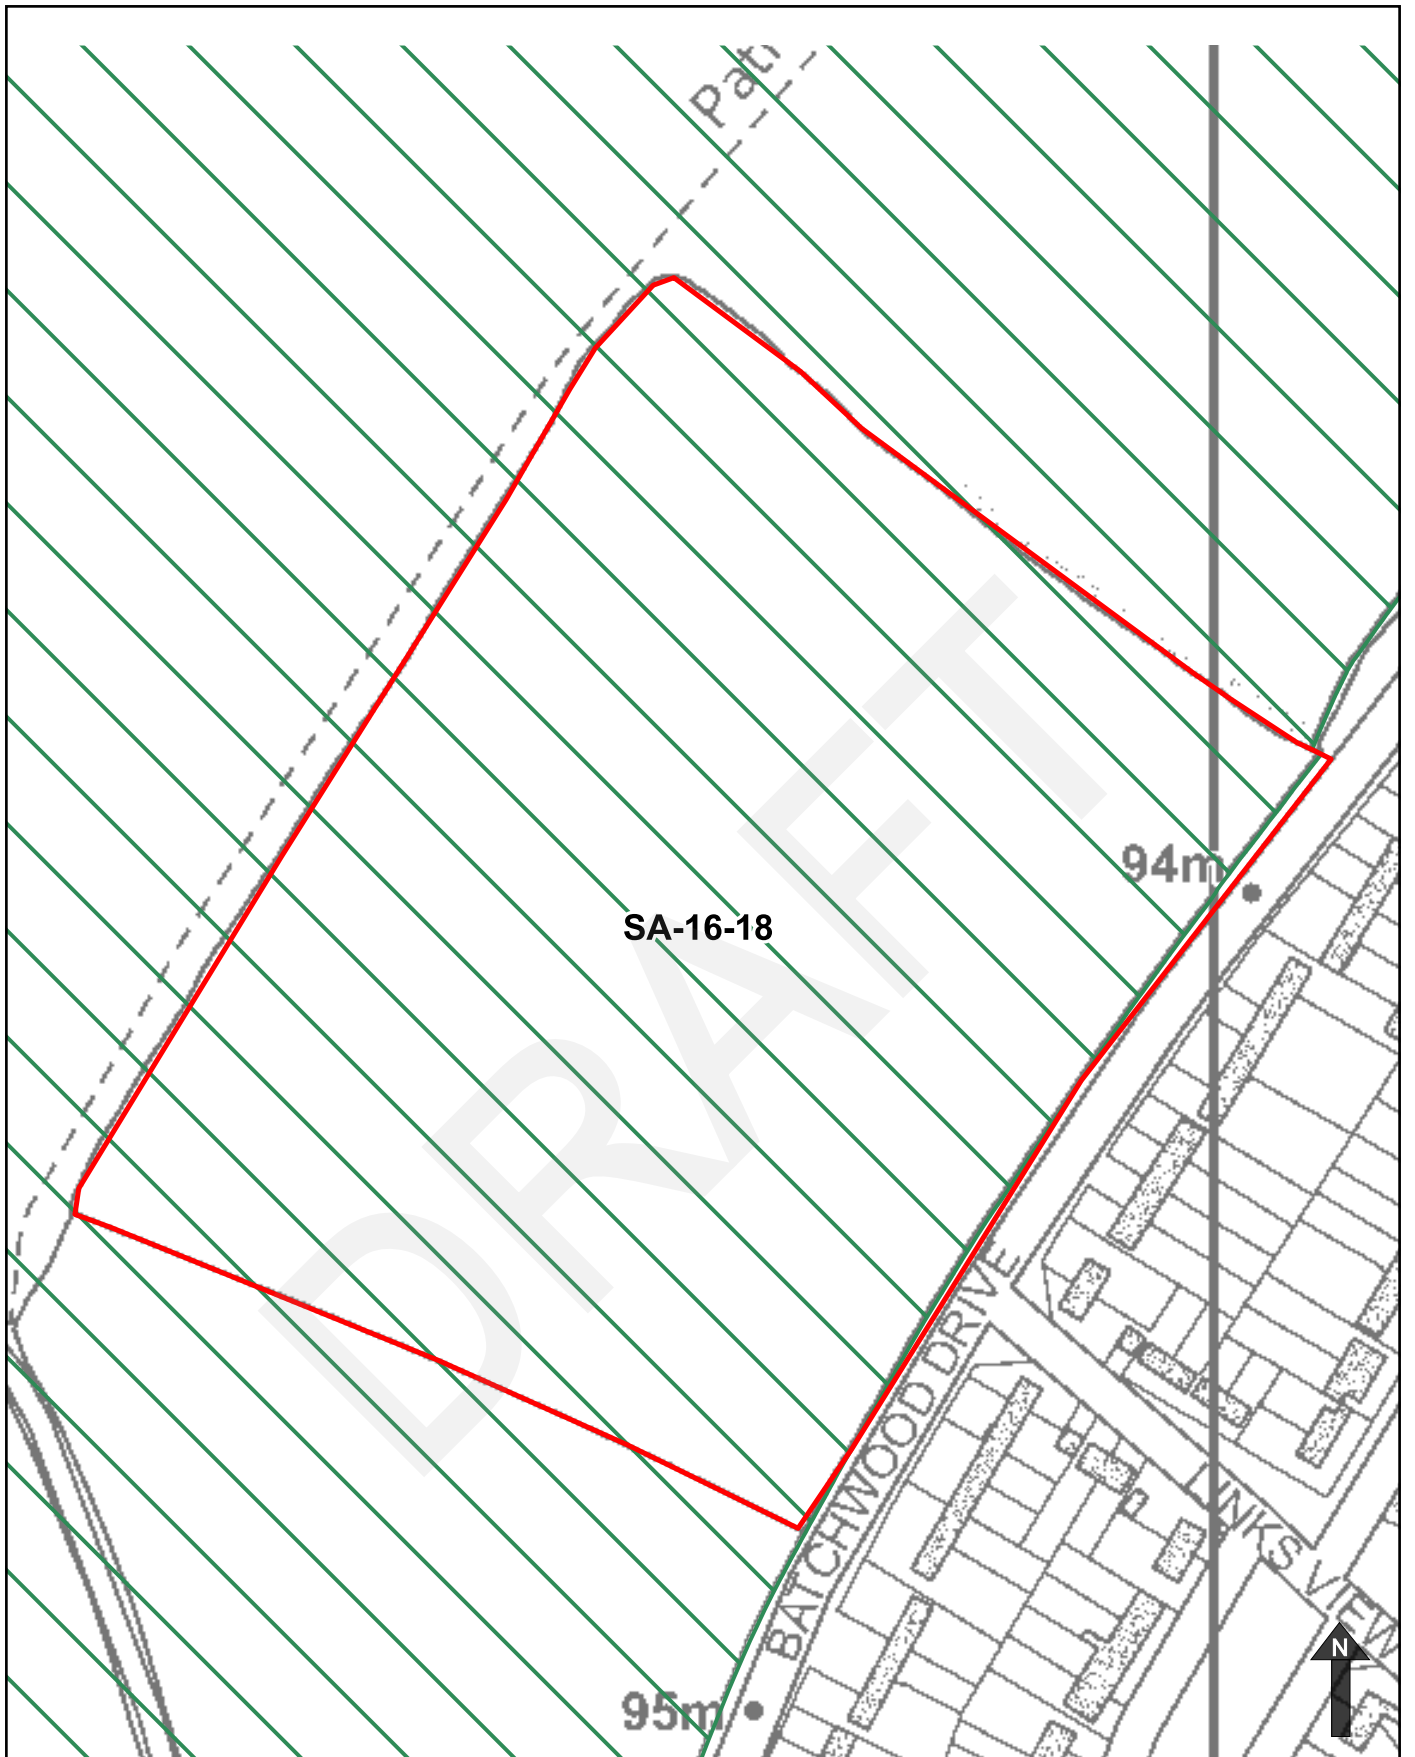 Path
94m
SA-16-18
DRAFT
BATCHWOOD DRIVE
LINKS VIEW
N
95m